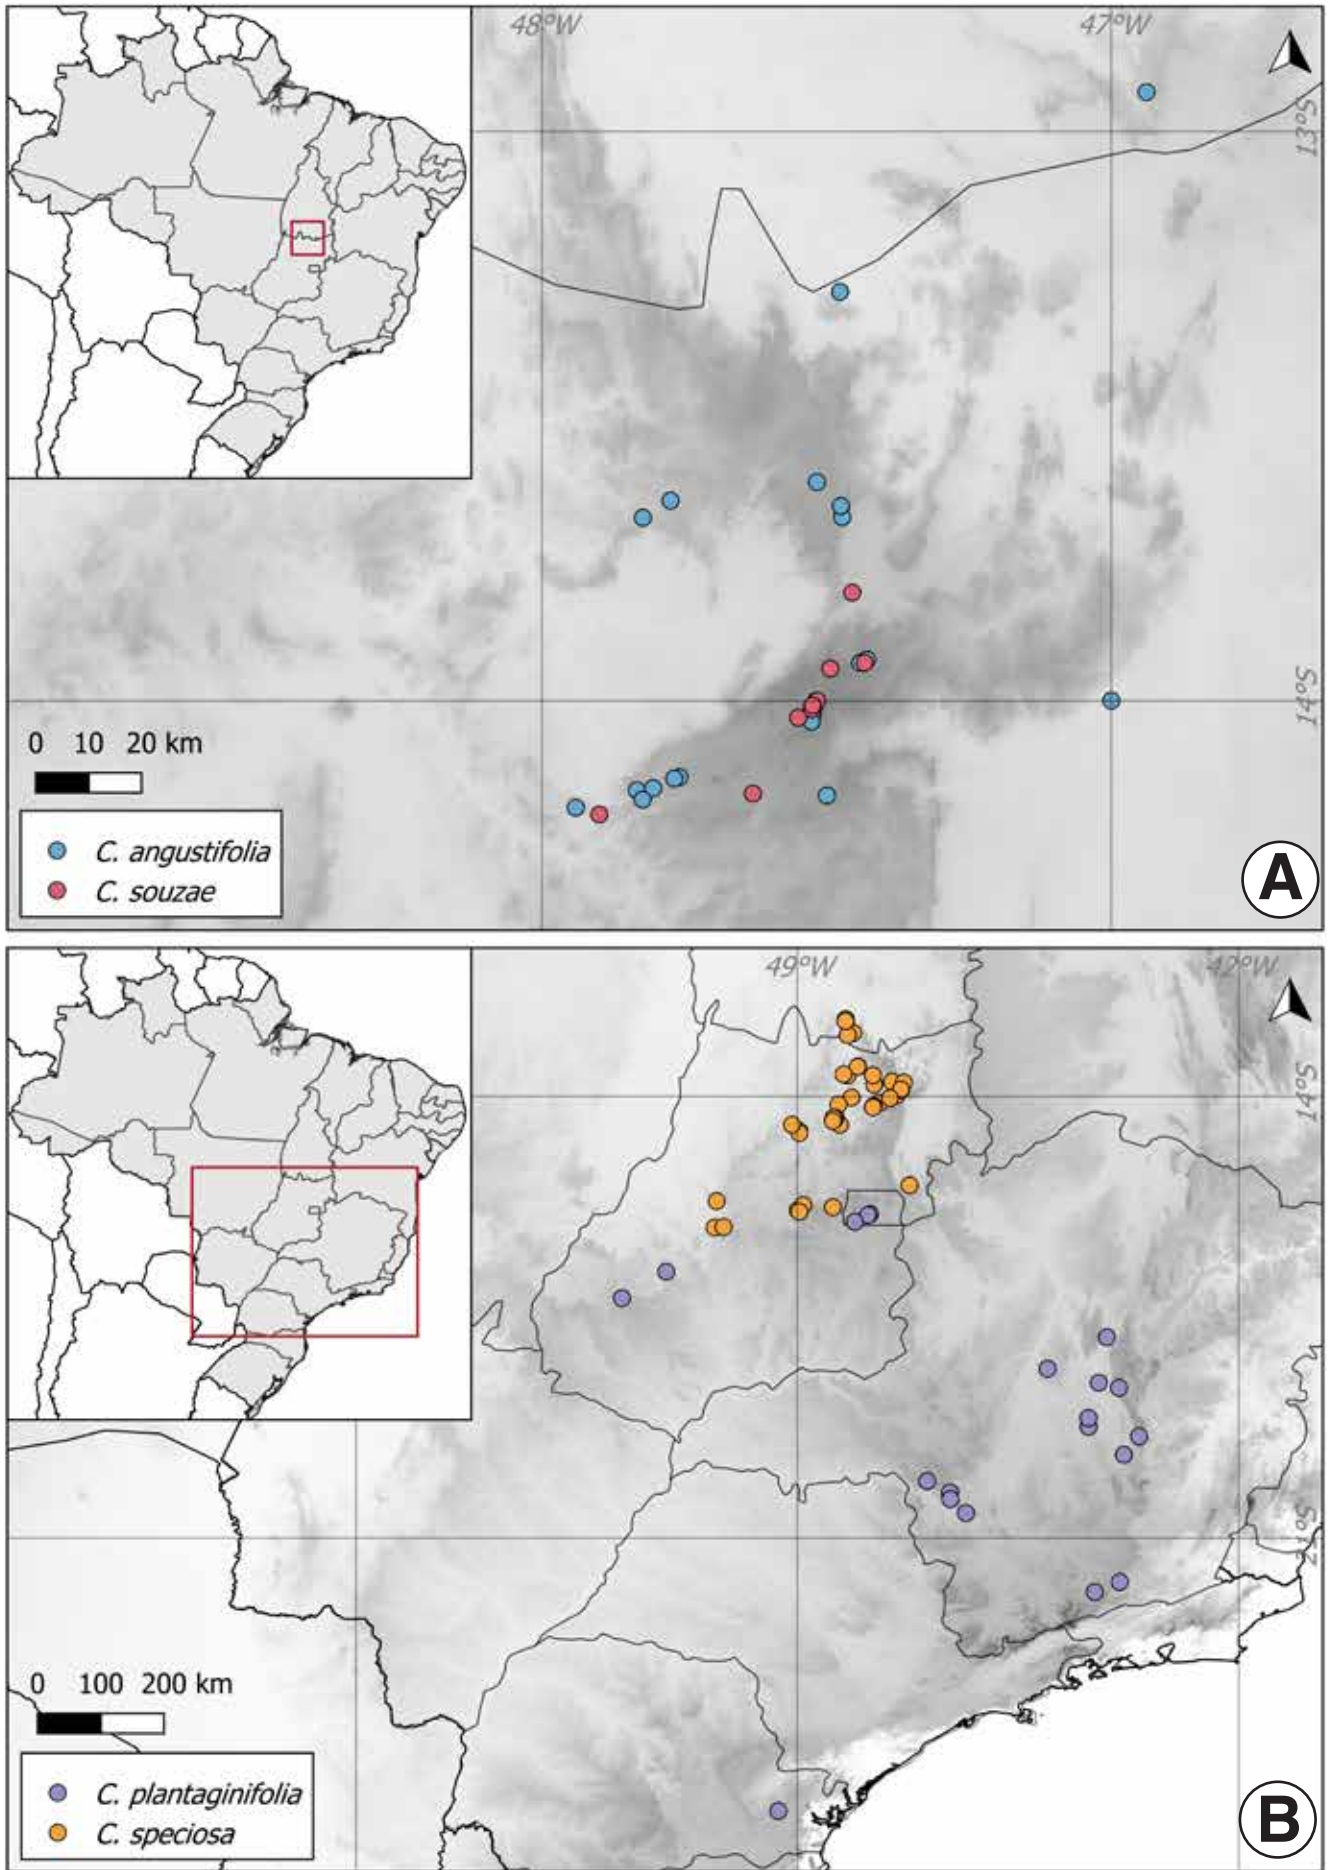 48°W 47°W
13°S
14°S
0 10 20 km
C. angustifolia
C. souzae
A
49°W 42°W
14°S
21°S
0 100 200 km
C. plantaginifolia
C. speciosa
B